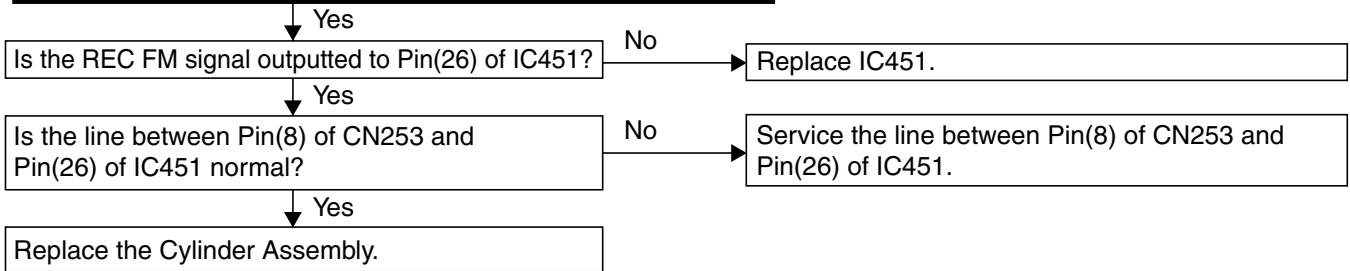 Yes
Is the REC FM signal outputted to Pin(26) of IC451?
No
Replace IC451.
Yes
Is the line between Pin(8) of CN253 and
Pin(26) of IC451 normal?
No
Service the line between Pin(8) of CN253 and
Pin(26) of IC451.
Yes
Replace the Cylinder Assembly.